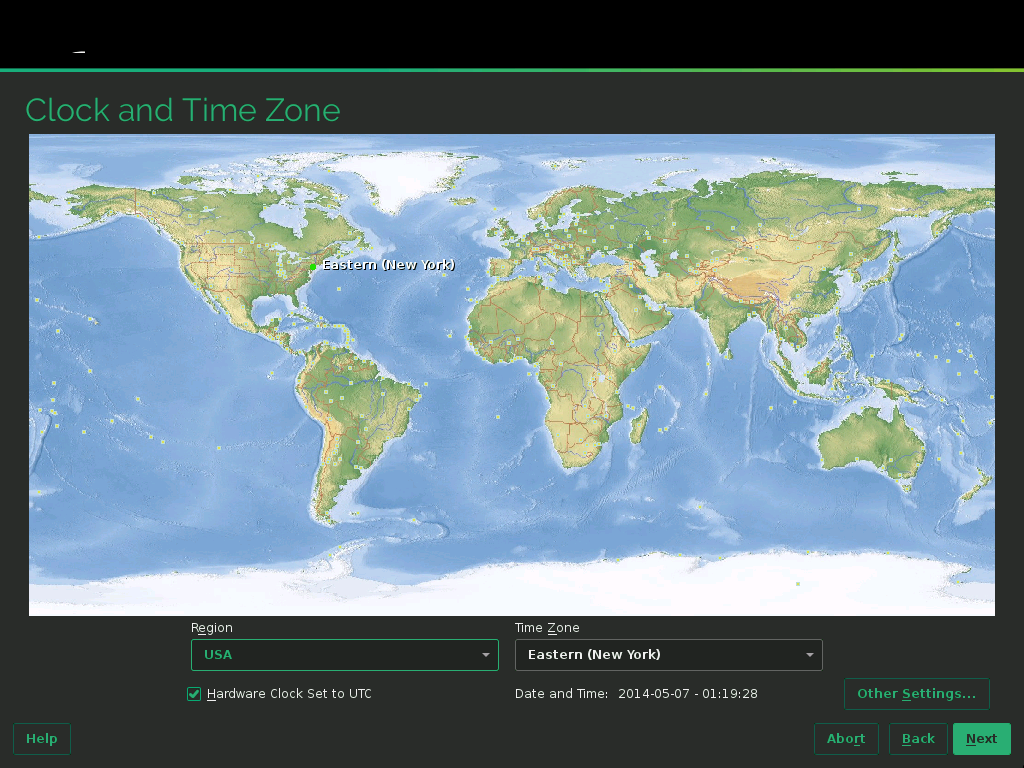 Clock and Time Zone
Eastern (New York)
Region
Time Zone
USA
Eastern (New York)
Hardware Clock Set to UTC
Date and Time: 2014-05-07 - 01:19:28
Other Settings...
Help
Abort
Back
Next